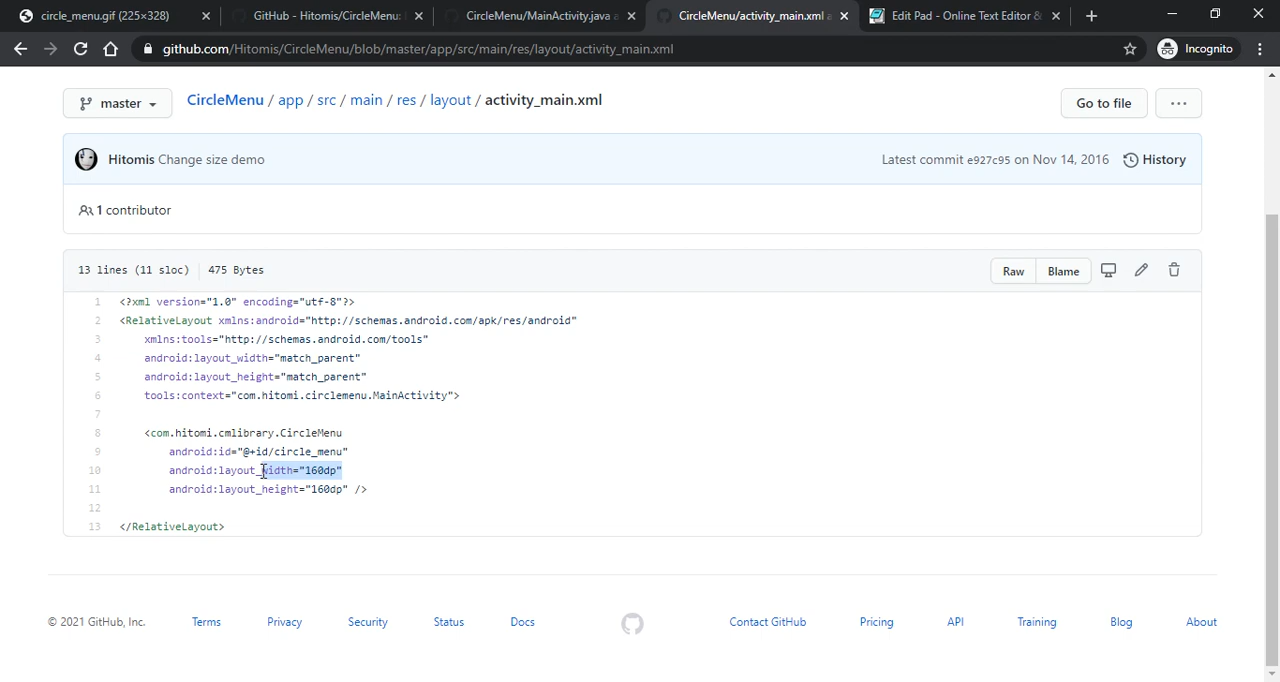 circle_menu.gif (225×328)
GitHub - Hitomis/CircleMenu:
CircleMenu/MainActivity.java a
CircleMenu/activity_main.xml a
Edit Pad - Online Text Editor &
Incognito
github.com/Hitomis/CircleMenu/blob/master/app/src/main/res/layout/activity_main.xml
master
CircleMenu / app / src / main / res / layout / activity_main.xml
Go to file
Hitomis Change size demo
Latest commit e927c95 on Nov 14, 2016
History
1 contributor
13 lines (11 sloc)
475 Bytes
Raw
Blame
1 <?xml version="1.0" encoding="utf-8"?>
2 <RelativeLayout xmlns:android="http://schemas.android.com/apk/res/android"
3 xmlns:tools="http://schemas.android.com/tools"
4 android:layout_width="match_parent"
5 android:layout_height="match_parent"
6 tools:context="com.hitomi.circlemenu.MainActivity">
7
8 <com.hitomi.cmlibrary.CircleMenu
9 android:id="@+id/circle_menu"
10 android:layout_width="160dp"
11 android:layout_height="160dp" />
12
13 </RelativeLayout>
© 2021 GitHub, Inc.
Terms
Privacy
Security
Status
Docs
Contact GitHub
Pricing
API
Training
Blog
About